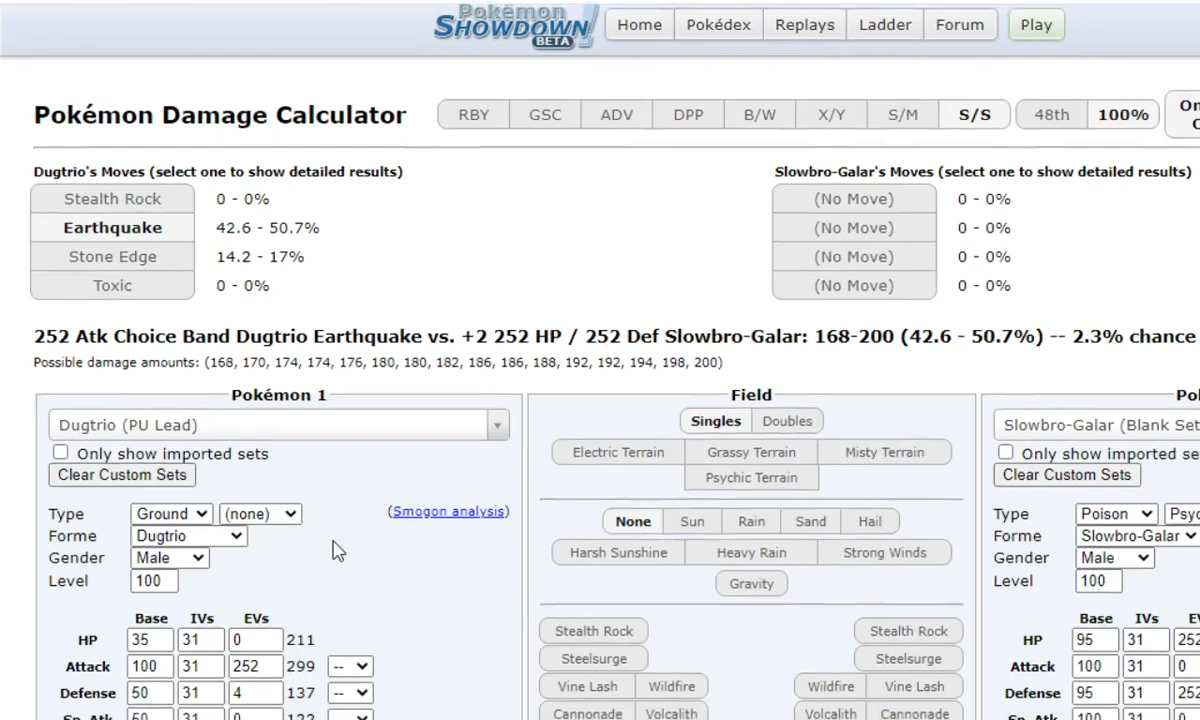 Pokémon
SHOWDOWN
BETA
Home Pokédex Replays Ladder Forum Play
Pokémon Damage Calculator RBY GSC ADV DPP B/W X/Y S/M S/S 48th 100%
Dugtrio's Moves (select one to show detailed results) Slowbro-Galar's Moves (select one to show detailed results)
Stealth Rock 0 - 0% (No Move) 0 - 0%
Earthquake 42.6 - 50.7% (No Move) 0 - 0%
Stone Edge 14.2 - 17% (No Move) 0 - 0%
Toxic 0 - 0% (No Move) 0 - 0%
252 Atk Choice Band Dugtrio Earthquake vs. +2 252 HP / 252 Def Slowbro-Galar: 168-200 (42.6 - 50.7%) -- 2.3% chance
Possible damage amounts: (168, 170, 174, 174, 176, 180, 180, 182, 186, 186, 188, 192, 192, 194, 198, 200)
Pokémon 1 Field
Dugtrio (PU Lead) Singles Doubles Slowbro-Galar (Blank Set
Only show imported sets Electric Terrain Grassy Terrain Misty Terrain Only show imported se
Clear Custom Sets Psychic Terrain Clear Custom Sets
Type Ground (none) (Smogon analysis) None Sun Rain Sand Hail Type Poison Psyc
Forme Dugtrio Forme Slowbro-Galar
Gender Male Harsh Sunshine Heavy Rain Strong Winds Gender Male
Level 100 Gravity Level 100
Base IVs EVs Base IVs
HP 35 31 0 211 Stealth Rock Stealth Rock HP 95 31 252
Attack 100 31 252 299 -- Steelsurge Steelsurge Attack 100 31 0
Defense 50 31 4 137 -- Vine Lash Wildfire Wildfire Vine Lash Defense 95 31 252
Sp. Atk 50 31 0 122 -- Cannonade Volcalith Volcalith Cannonade 100 31